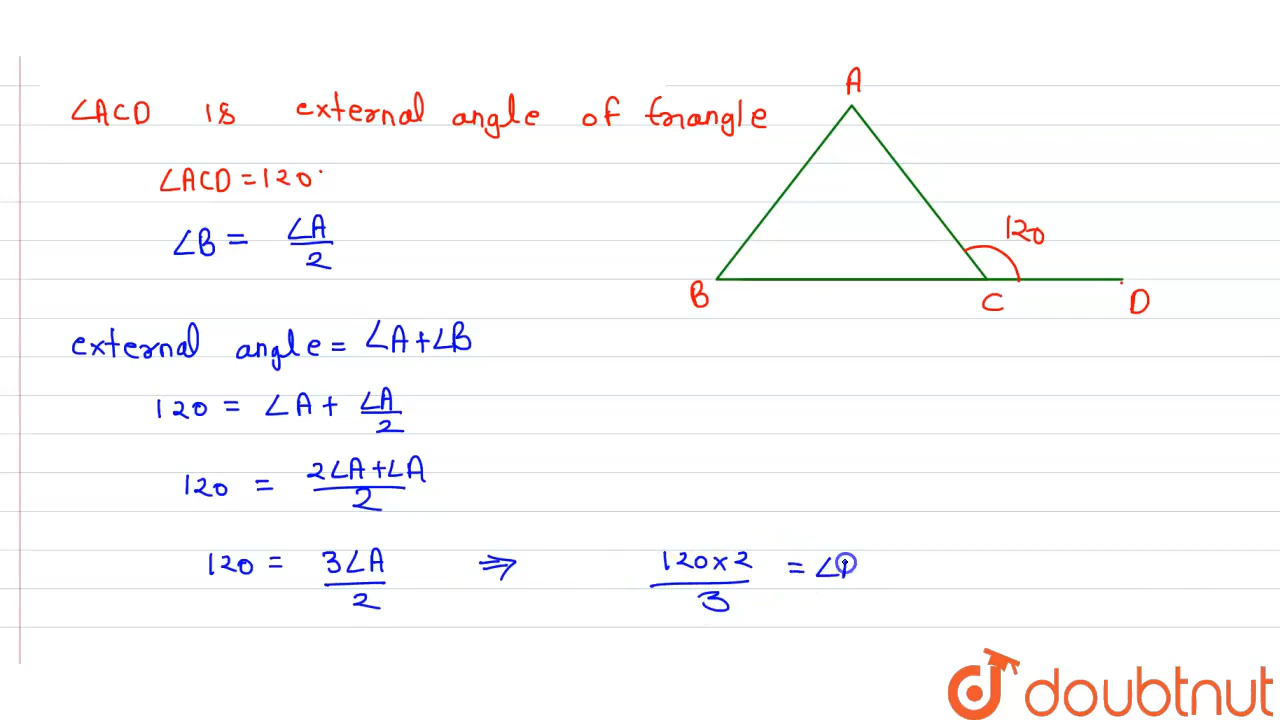 ∠ACD is external angle of triangle
∠ACD = 120°
∠B = ∠A/2
external angle = ∠A + ∠B
120 = ∠A + ∠A/2
120 = 2∠A + ∠A/2
120 = 3∠A/2 ⇒ 120 × 2/3 = ∠
A
120
B
C
D
doubtnut